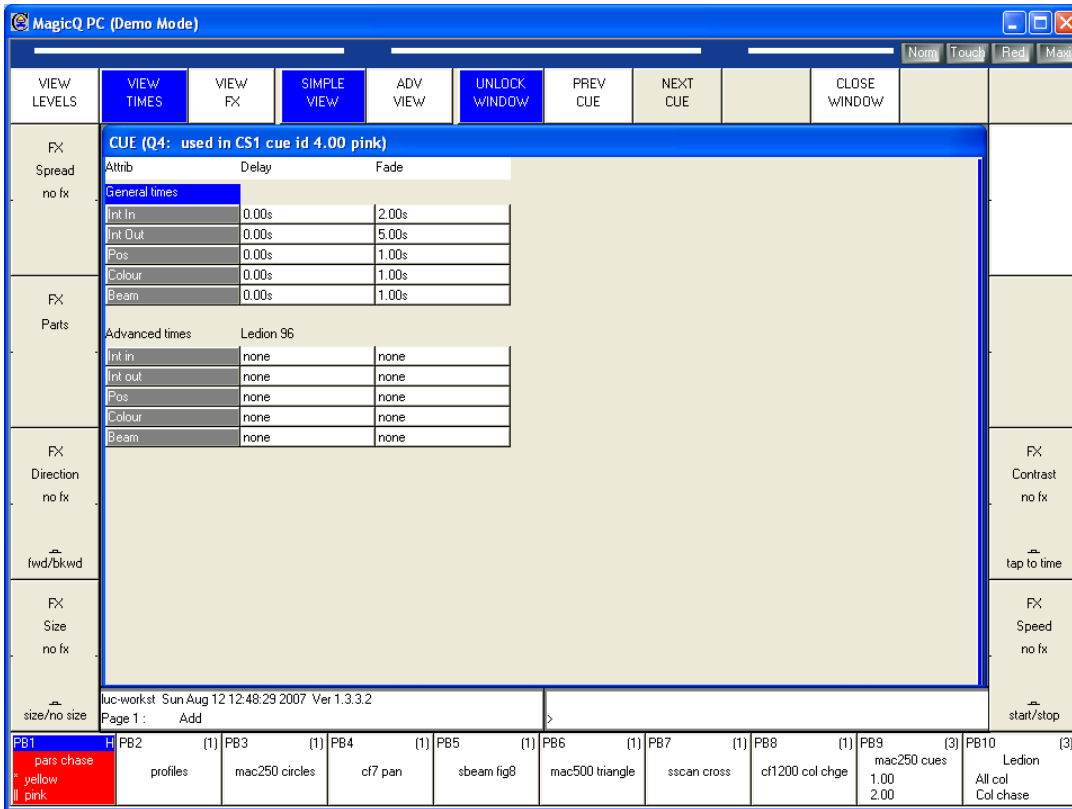 MagicQ PC (Demo Mode)
Norm Touch Red. Maxi
VIEW LEVELS
VIEW TIMES
VIEW FX
SIMPLE VIEW
ADV VIEW
UNLOCK WINDOW
PREV CUE
NEXT CUE
CLOSE WINDOW
FX
Spread
no fx
FX
Parts
FX
Direction
no fx
fwd/bkwd
FX
Size
no fx
size/no size
CUE (Q4: used in CS1 cue id 4.00 pink)
Attrib Delay Fade
General times
Int In 0.00s 2.00s
Int Out 0.00s 5.00s
Pos 0.00s 1.00s
Colour 0.00s 1.00s
Beam 0.00s 1.00s
Advanced times Ledion 96
Int in none none
Int out none none
Pos none none
Colour none none
Beam none none
FX
Contrast
no fx
tap to time
FX
Speed
no fx
start/stop
luc-workst Sun Aug 12 12:48:29 2007 Ver 1.3.3.2
Page 1 : Add
>
PB1 H
pars chase
* yellow
|| pink
PB2 (1)
profiles
PB3 (1)
mac250 circles
PB4 (1)
cf7 pan
PB5 (1)
sbeam fig8
PB6 (1)
mac500 triangle
PB7 (1)
sscan cross
PB8 (1)
cf1200 col chge
PB9 (3)
mac250 cues
1.00
2.00
PB10 (3)
Ledion
All col
Col chase